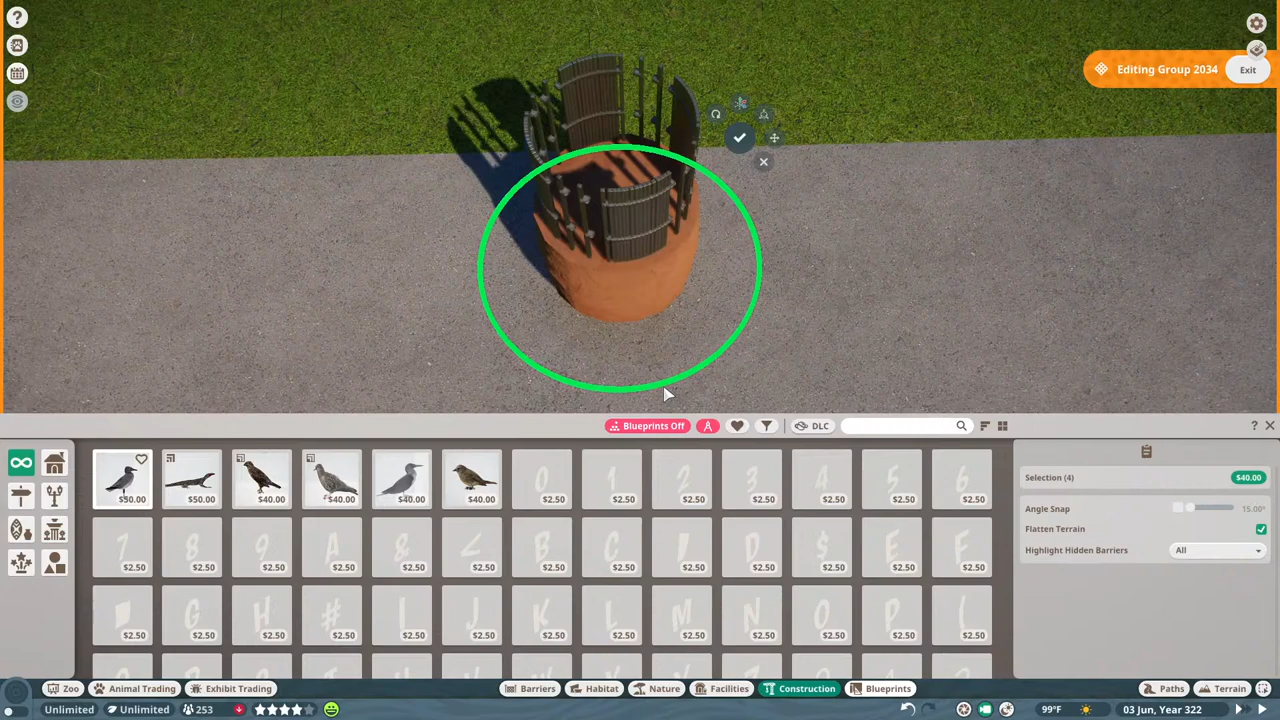 ?
Editing Group 2034
Exit
Blueprints Off
DLC
? ×
$50.00 $50.00 $40.00 $40.00 $40.00 $40.00 $2.50 $2.50 $2.50 $2.50 $2.50 $2.50 $2.50
0 1 2 3 4 5 6
7 8 9 A & < B C D $ E F
$2.50 $2.50 $2.50 $2.50 $2.50 $2.50 $2.50 $2.50 $2.50 $2.50 $2.50 $2.50 $2.50
G H # I J K L M N O P (
$2.50 $2.50 $2.50 $2.50 $2.50 $2.50 $2.50 $2.50 $2.50 $2.50 $2.50 $2.50 $2.50
Selection (4) $40.00
Angle Snap 15.00°
Flatten Terrain
Highlight Hidden Barriers All
Zoo Animal Trading Exhibit Trading Barriers Habitat Nature Facilities Construction Blueprints Paths Terrain
Unlimited Unlimited 253 99°F 03 Jun, Year 322